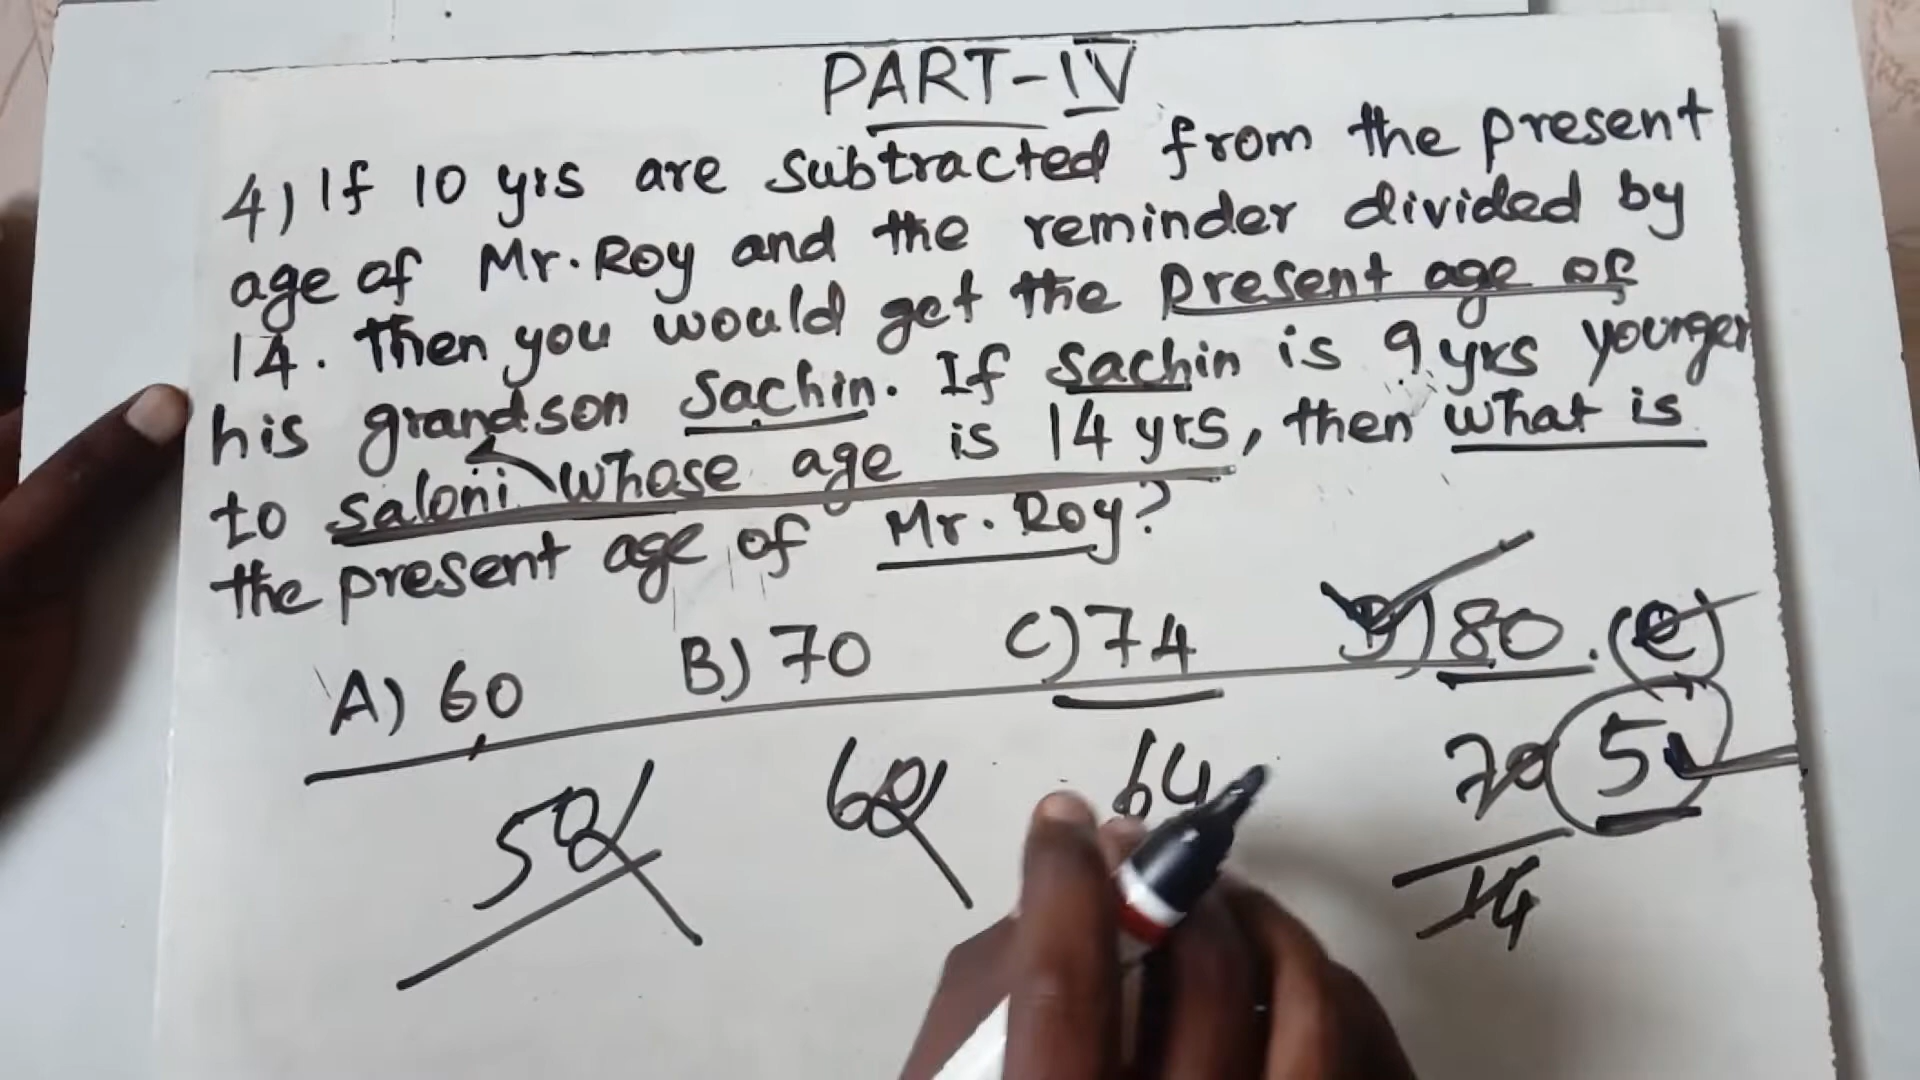 PART-IV
4) If 10 yrs are subtracted from the present
age of Mr. Roy and the reminder divided by
14. Then you would get the present age of
his grandson Sachin. If Sachin is 9 yrs younger
to saloni whose age is 14 yrs, then what is
the present age of Mr. Roy?
A) 60 B) 70 C) 74 D) 80. (e)
50 60 64 70 5
14